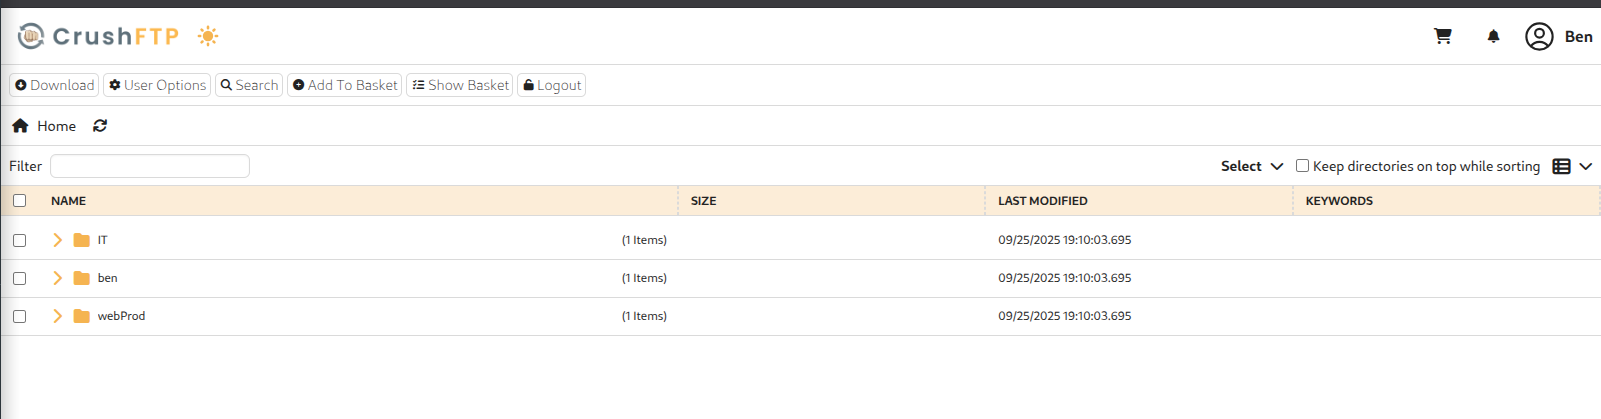 CrushFTP
Ben
Download User Options Search Add To Basket Show Basket Logout
Home
Filter Select Keep directories on top while sorting
NAME SIZE LAST MODIFIED KEYWORDS
IT (1 Items) 09/25/2025 19:10:03.695
ben (1 Items) 09/25/2025 19:10:03.695
webProd (1 Items) 09/25/2025 19:10:03.695